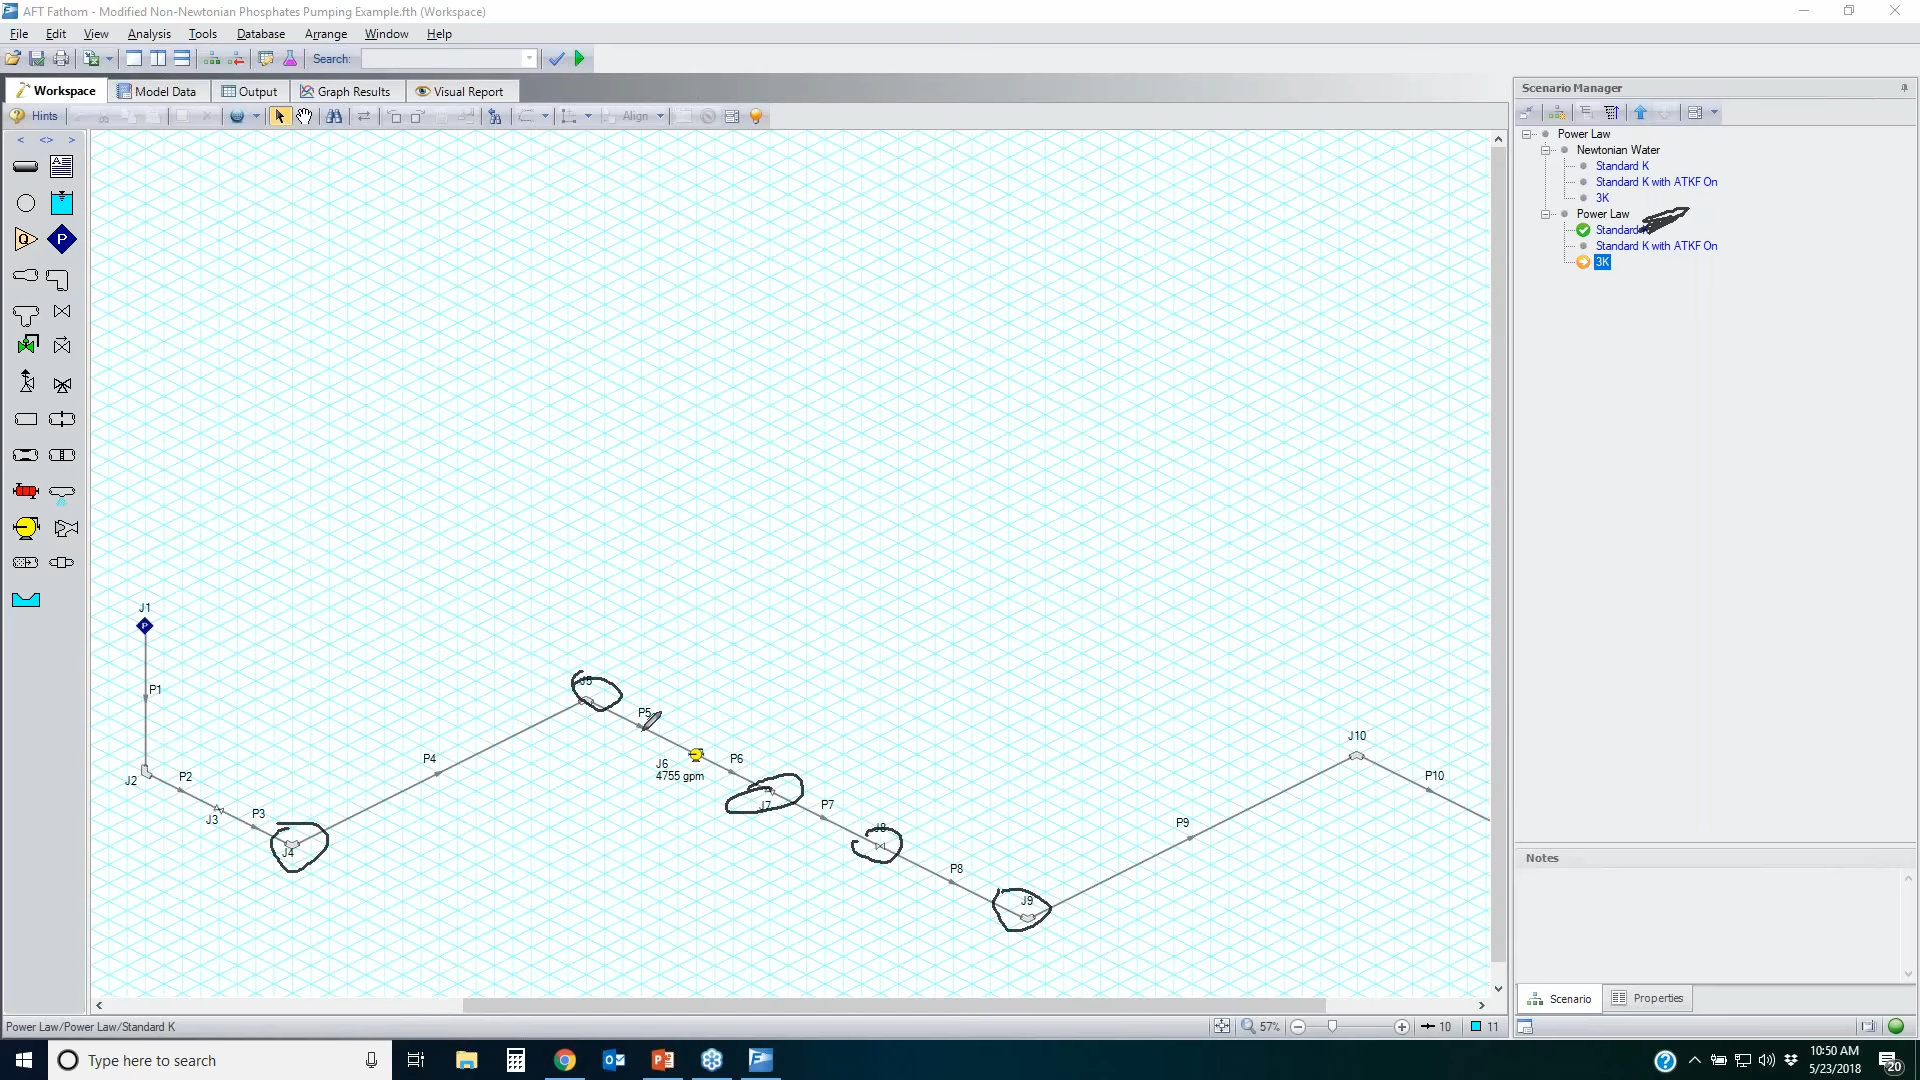 AFT Fathom - Modified Non-Newtonian Phosphates Pumping Example.fth (Workspace)
File Edit View Analysis Tools Database Arrange Window Help
Search:
Workspace Model Data Output Graph Results Visual Report
Hints Align
< <> >
A
Q P
J1
P
P1
J2
P2
J3
P3
J4
P4
J5
P5
J6
4755 gpm
P6
J7
P7
J8
P8
J9
P9
J10
P10
Scenario Manager
Power Law
Newtonian Water
Standard K
Standard K with ATKF On
3K
Power Law
Standard
Standard K with ATKF On
3K
Notes
Scenario Properties
Power Law/Power Law/Standard K
57% 10 11
Type here to search
10:50 AM
5/23/2018
20